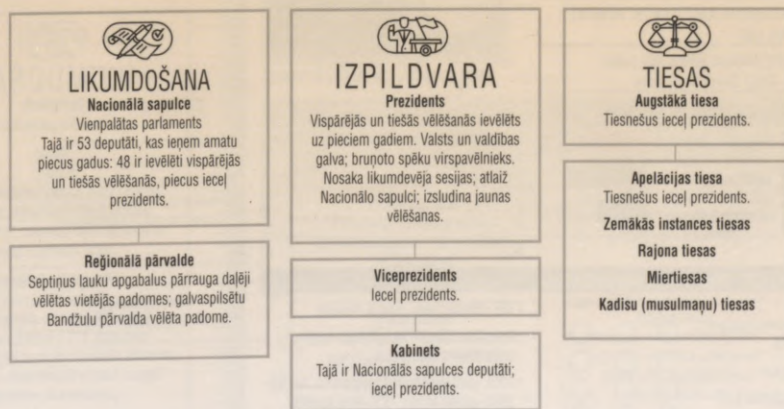 LIKUMDOŠANA
Nacionālā sapulce
Vienpalātas parlaments
Tajā ir 53 deputāti, kas ieņem amatu
piecus gadus: 48 ir ievēlēti vispārējās
un tiešās vēlēšanās, piecus ieceļ
prezidents.
Reģionālā pārvalde
Septiņus lauku apgabalus pārrauga daļēji
vēlētas vietējās padomes; galvaspilsētu
Bandžulu pārvalda vēlēta padome.
IZPILDVARA
Prezidents
Vispārējās un tiešās vēlēšanās ievēlēts
uz pieciem gadiem. Valsts un valdības
galva; bruņoto spēku virspavēlnieks.
Nosaka likumdevēja sesijas; atlaiž
Nacionālo sapulci; izsludina jaunas
vēlēšanas.
Viceprezidents
Ieceļ prezidents.
Kabinets
Tajā ir Nacionālās sapulces deputāti;
ieceļ prezidents.
TIESAS
Augstākā tiesa
Tiesnešus ieceļ prezidents.
Apelācijas tiesa
Tiesnešus ieceļ prezidents.
Zemākās instances tiesas
Rajona tiesas
Miertiesas
Kadisu (musulmaņu) tiesas